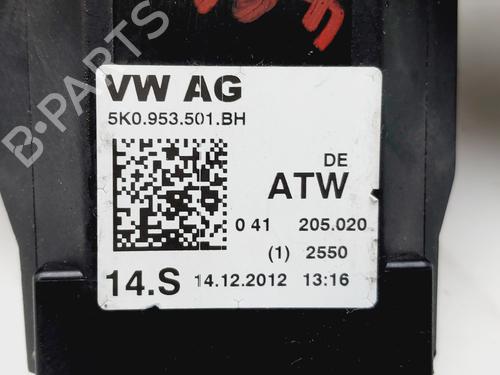 B-PARTS
VW AG
5K0.953.501.BH
DE
ATW
0 41 205.020
(1) 2550
14.S 14.12.2012 13:16